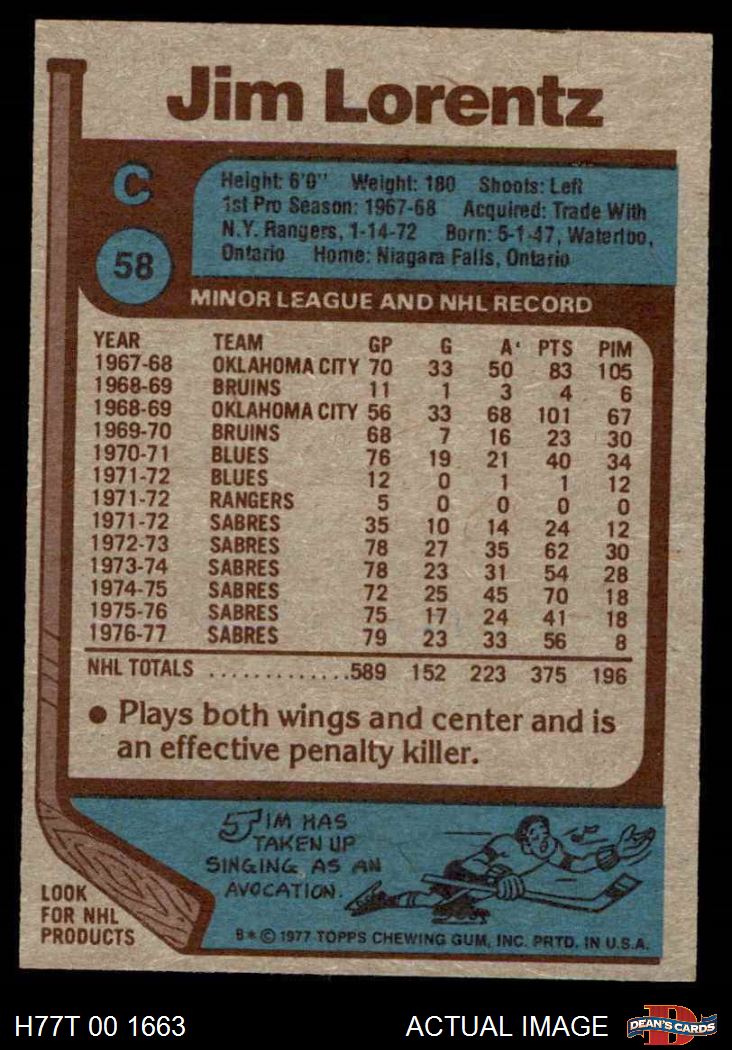 Jim Lorentz
C
58
Height: 6'0" Weight: 180 Shoots: Left
1st Pro Season: 1967-68 Acquired: Trade With
N.Y. Rangers, 1-14-72 Born: 5-1-47, Waterloo,
Ontario Home: Niagara Falls, Ontario
MINOR LEAGUE AND NHL RECORD
YEAR TEAM GP G A PTS PIM
1967-68 OKLAHOMA CITY 70 33 50 83 105
1968-69 BRUINS 11 1 3 4 6
1968-69 OKLAHOMA CITY 56 33 68 101 67
1969-70 BRUINS 68 7 16 23 30
1970-71 BLUES 76 19 21 40 34
1971-72 BLUES 12 0 1 1 12
1971-72 RANGERS 5 0 0 0 0
1971-72 SABRES 35 10 14 24 12
1972-73 SABRES 78 27 35 62 30
1973-74 SABRES 78 23 31 54 28
1974-75 SABRES 72 25 45 70 18
1975-76 SABRES 75 17 24 41 18
1976-77 SABRES 79 23 33 56 8
NHL TOTALS .............589 152 223 375 196
● Plays both wings and center and is
an effective penalty killer.
JIM HAS
TAKEN UP
SINGING AS AN
AVOCATION.
LOOK
FOR NHL
PRODUCTS
B * © 1977 TOPPS CHEWING GUM, INC. PRTD. IN U.S.A.
H77T 00 1663 ACTUAL IMAGE D DEAN'S CARDS